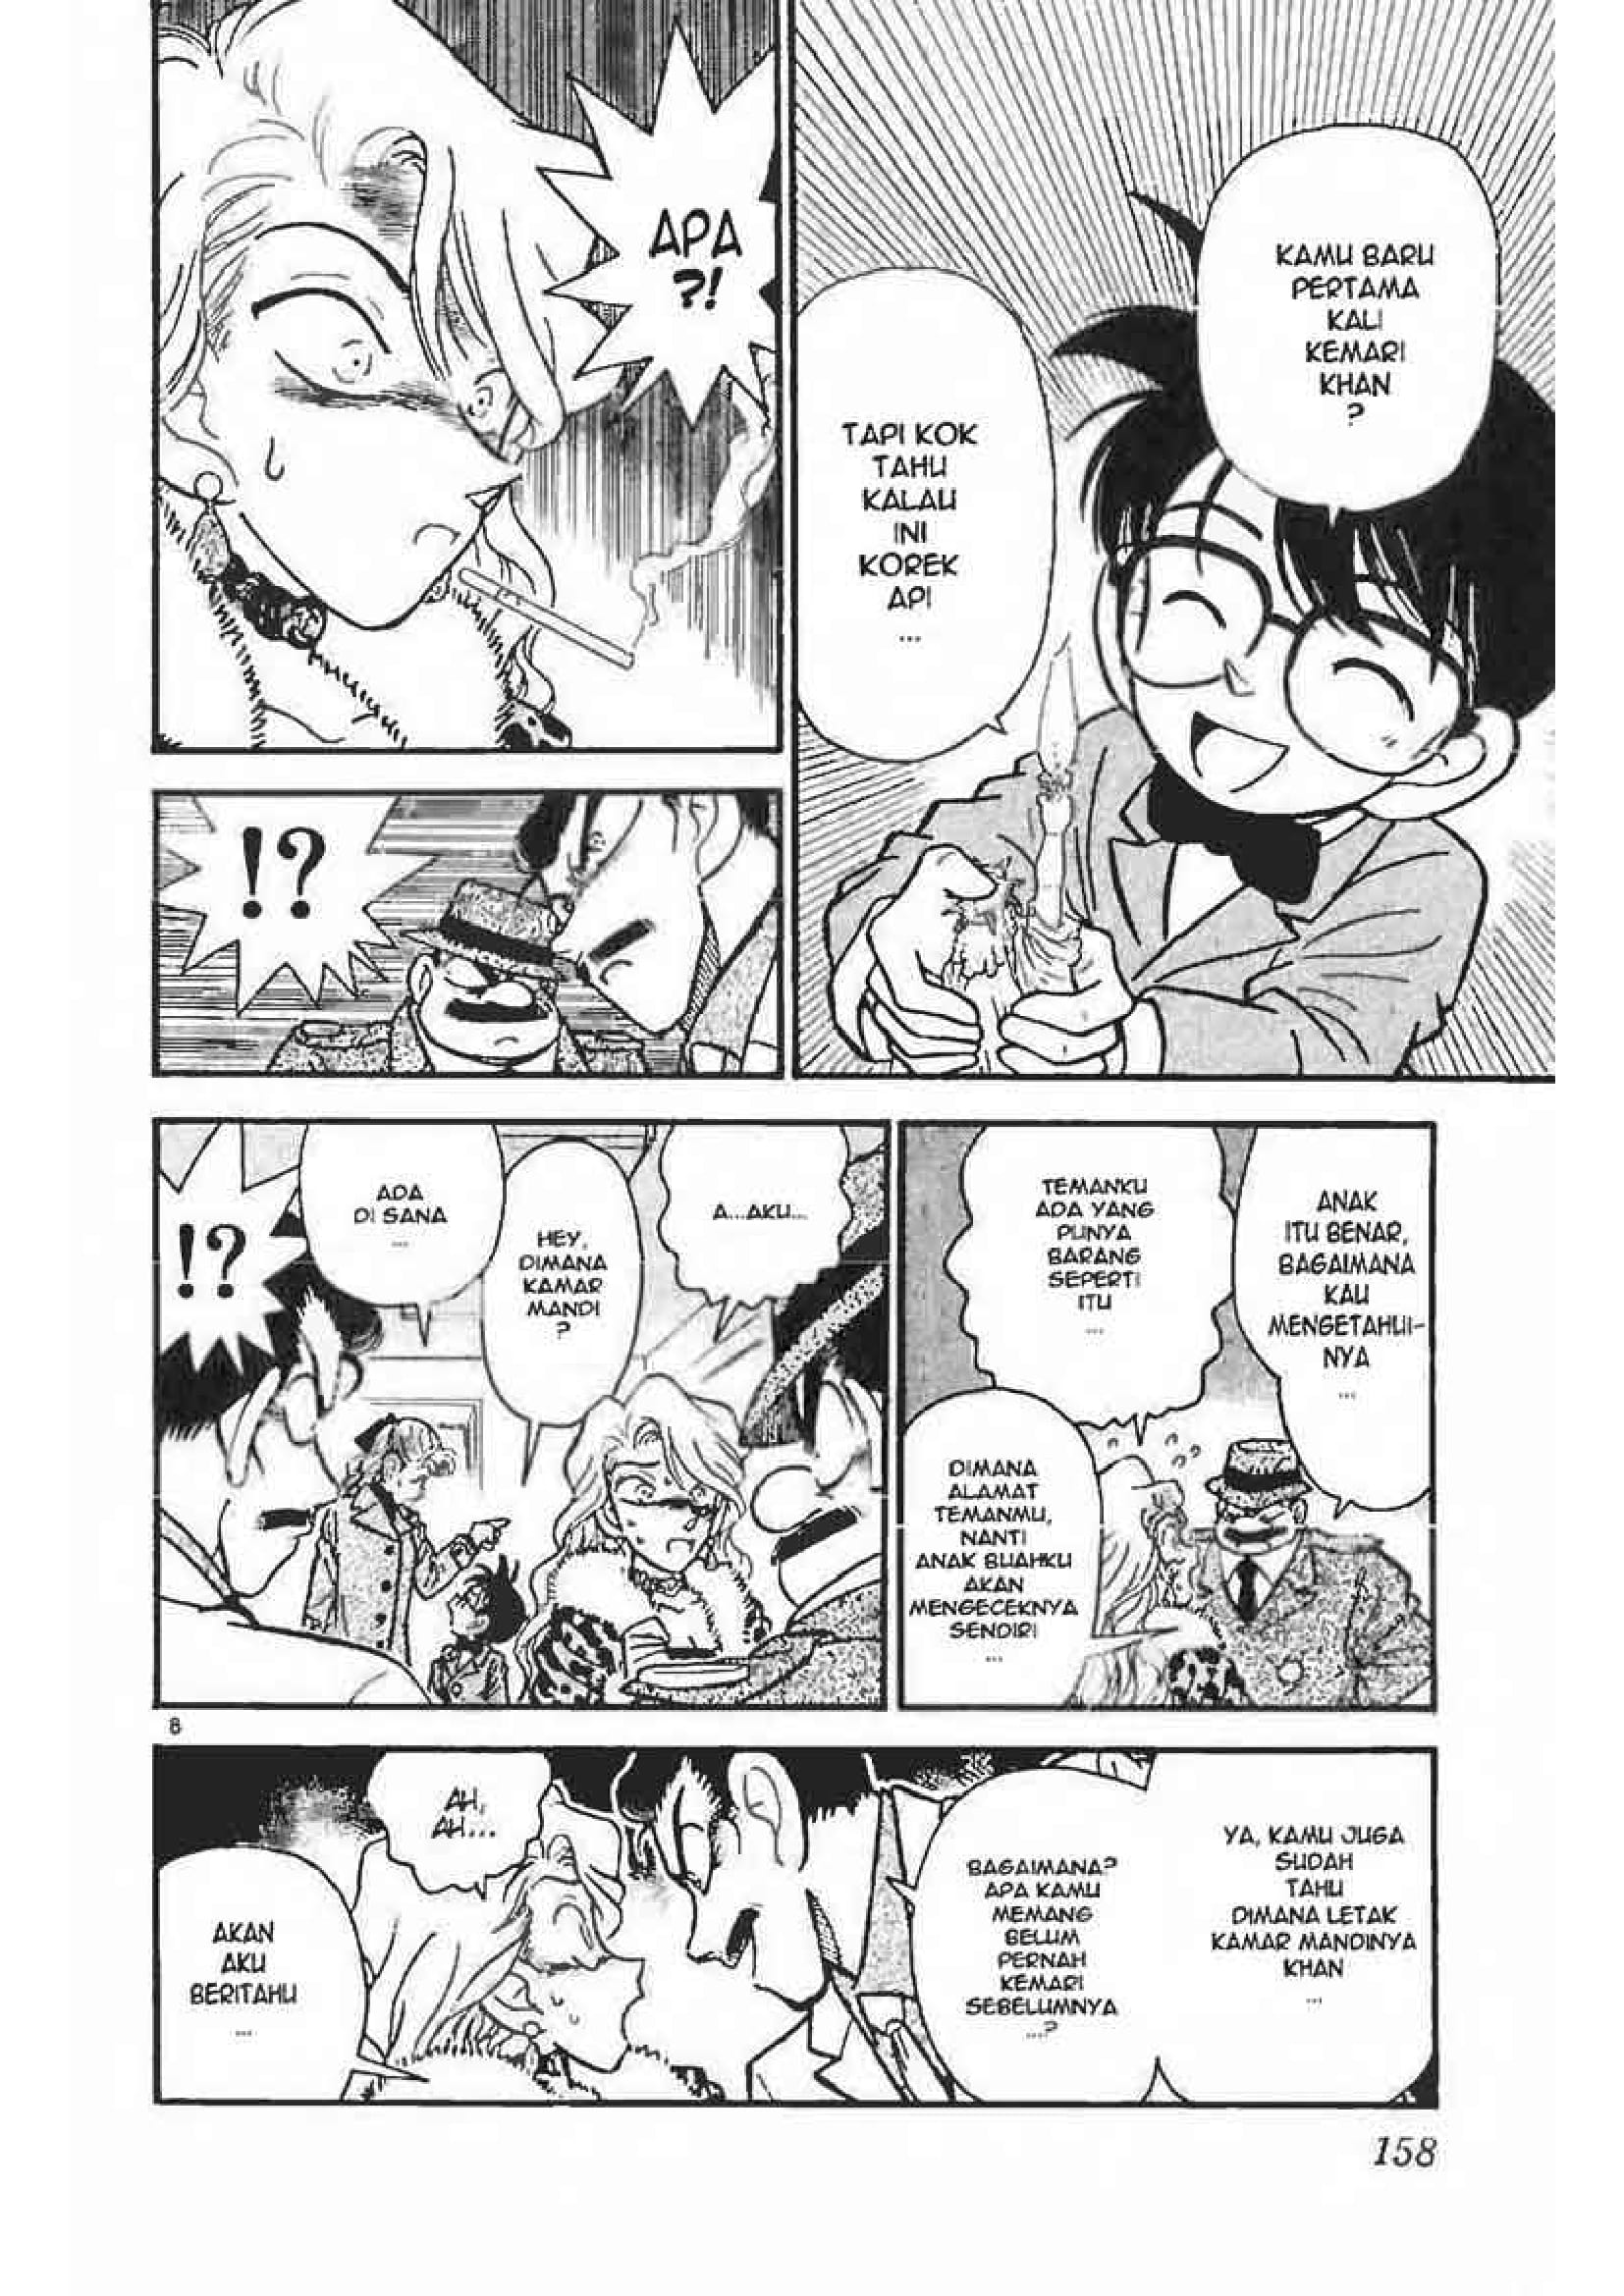 KAMU BARU
PERTAMA
KALI
KEMARI
KHAN
?
TAPI KOK
TAHU
KALAU
INI
KOREK
API
...
APA
?!
!?
ANAK
ITU BENAR,
BAGAIMANA
KAU
MENGETAHUI-
NYA
...
TEMANKU
ADA YANG
PUNYA
BARANG
SEPERTI
ITU
...
DIMANA
ALAMAT
TEMANMU,
NANTI
ANAK BUAHKU
AKAN
MENGECEKNYA
SENDIRI
...
A...AKU...
HEY,
DIMANA
KAMAR
MANDI
?
ADA
DI SANA
...
!?
8
YA, KAMU JUGA
SUDAH
TAHU
DIMANA LETAK
KAMAR MANDINYA
KHAN
...
BAGAIMANA?
APA KAMU
MEMANG
BELUM
PERNAH
KEMARI
SEBELUMNYA
....?
AH,
AH...
AKAN
AKU
BERITAHU
...
158